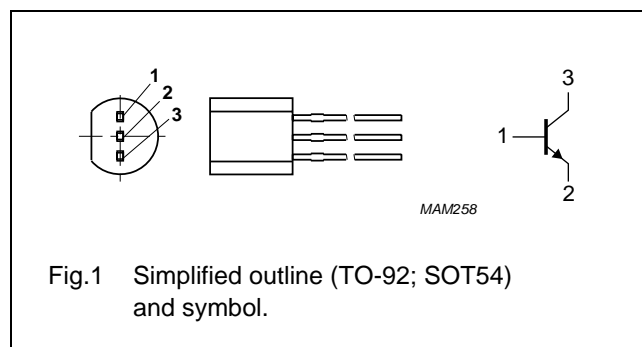 1
2
3
3
1
2
MAM258
Fig.1 Simplified outline (TO-92; SOT54)
and symbol.